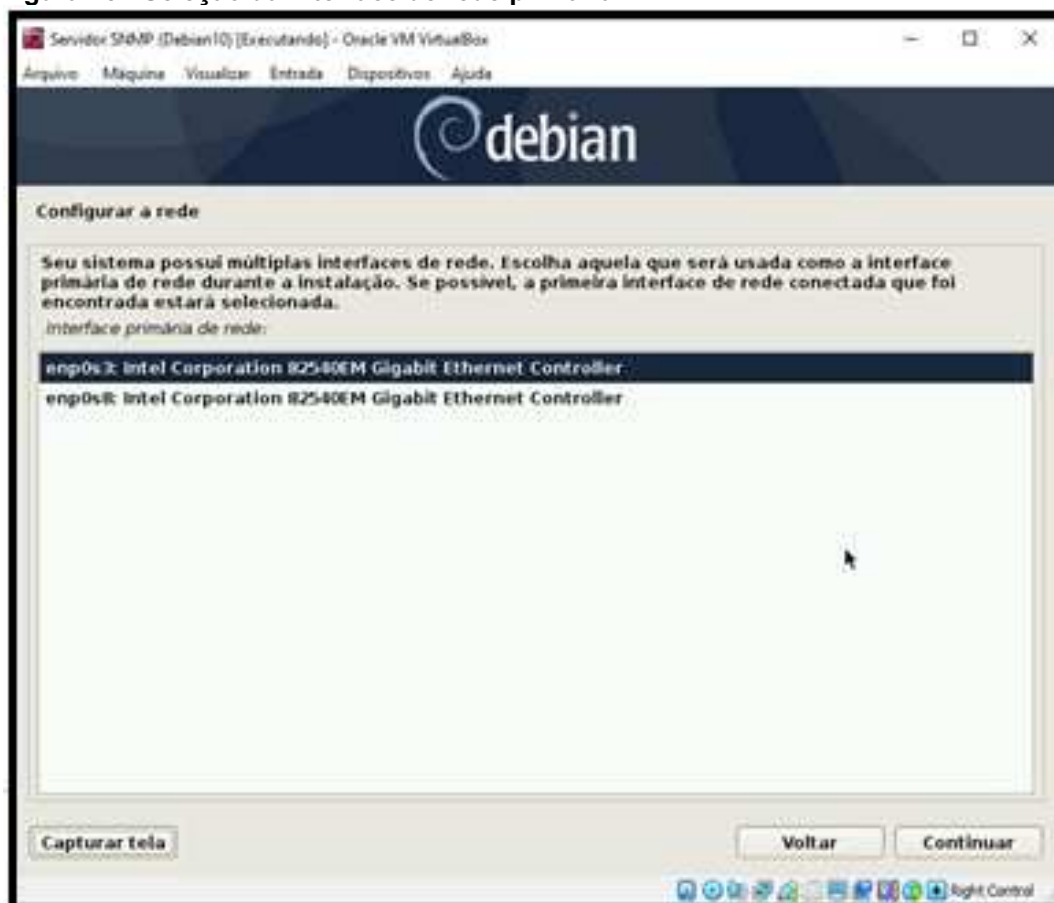 Servidor SNMP (Debian10) [Executando] - Oracle VM VirtualBox
Arquivo Máquina Visualizar Entrada Dispositivos Ajuda
debian
Configurar a rede
Seu sistema possui múltiplas interfaces de rede. Escolha aquela que será usada como a interface
primária de rede durante a instalação. Se possível, a primeira interface de rede conectada que foi
encontrada estará selecionada.
Interface primária de rede:
enp0s3: Intel Corporation 82540EM Gigabit Ethernet Controller
enp0s8: Intel Corporation 82540EM Gigabit Ethernet Controller
Capturar tela
Voltar
Continuar
Right Control